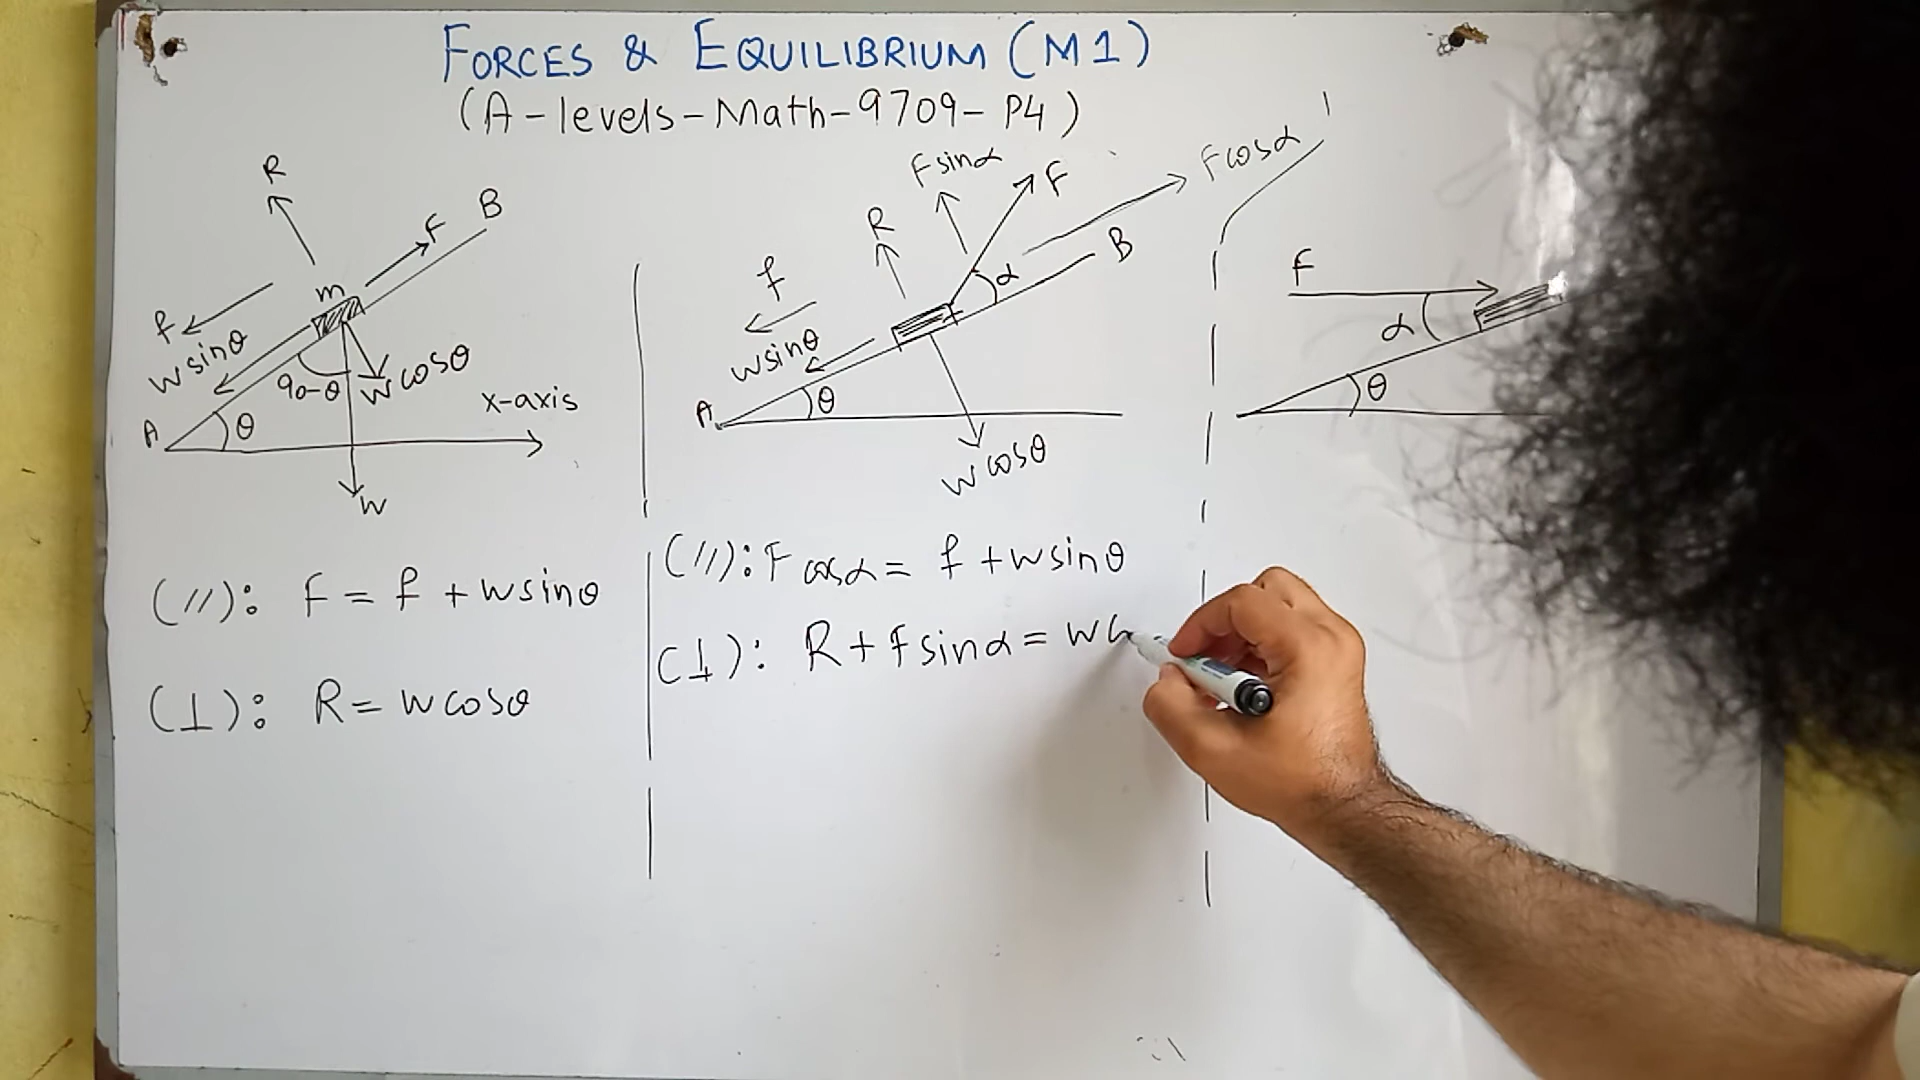 FORCES & EQUILIBRIUM (M1)
(A-levels-Math-9709-P4)
R
F
B
m
f
wsinθ
90-θ
wcosθ
x-axis
A
θ
w
(//): F = f + wsinθ
(⊥): R = wcosθ
Fsinα
F
Fcosα
R
B
f
α
wsinθ
A
θ
wcosθ
(//): Fcosα = f + wsinθ
(⊥): R + Fsinα = wc
F
α
θ